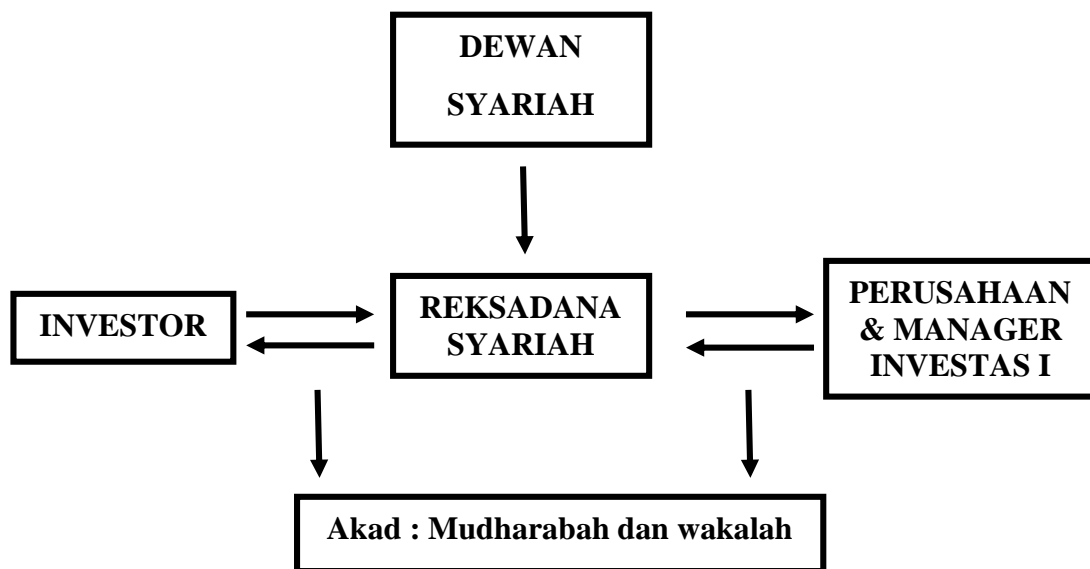 DEWAN
SYARIAH
INVESTOR
REKSADANA
SYARIAH
PERUSAHAAN
& MANAGER
INVESTAS I
Akad : Mudharabah dan wakalah